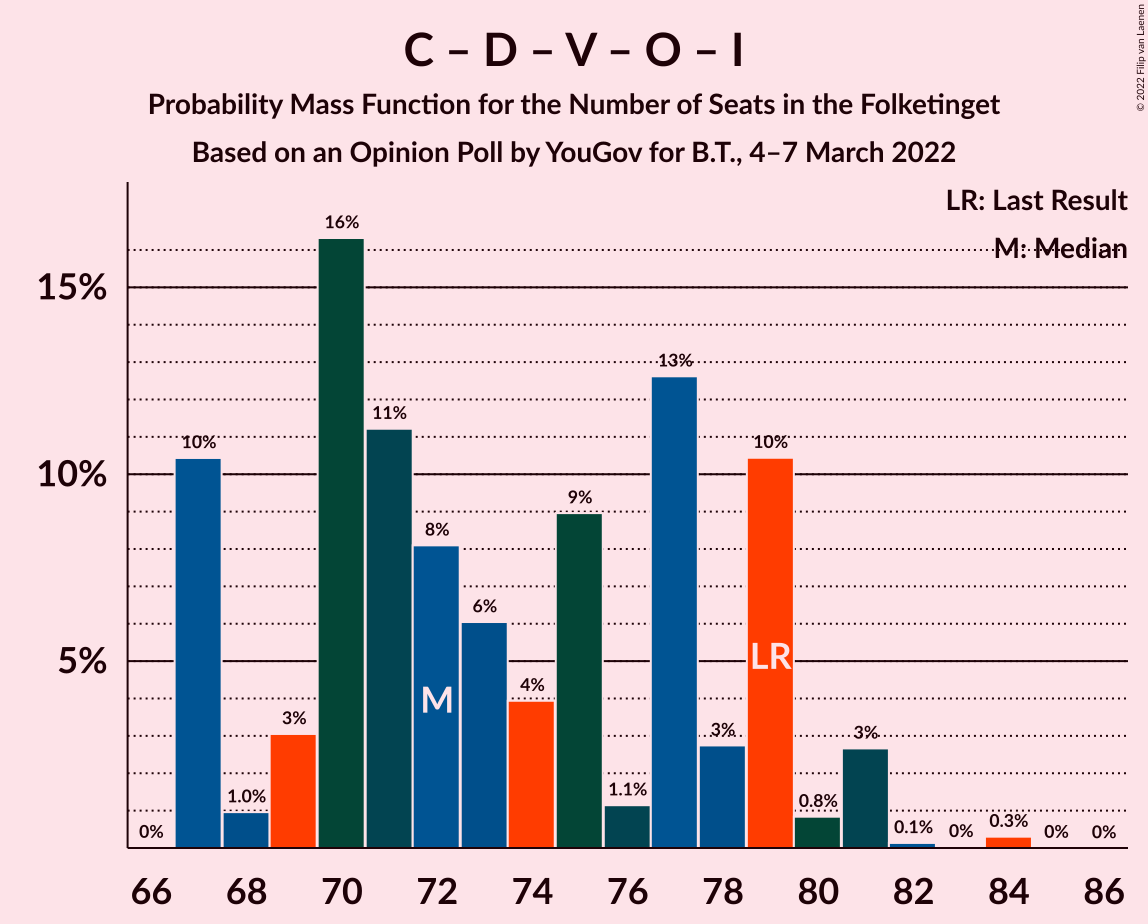 C – D – V – O – I
Probability Mass Function for the Number of Seats in the Folketinget
Based on an Opinion Poll by YouGov for B.T., 4–7 March 2022
© 2022 Filip van Laenen
LR: Last Result
M: Median
15%
10%
5%
0%
10%
1.0%
3%
16%
11%
8%
6%
4%
9%
1.1%
13%
3%
10%
0.8%
3%
0.1%
0%
0.3%
0%
0%
M
LR
66 68 70 72 74 76 78 80 82 84 86